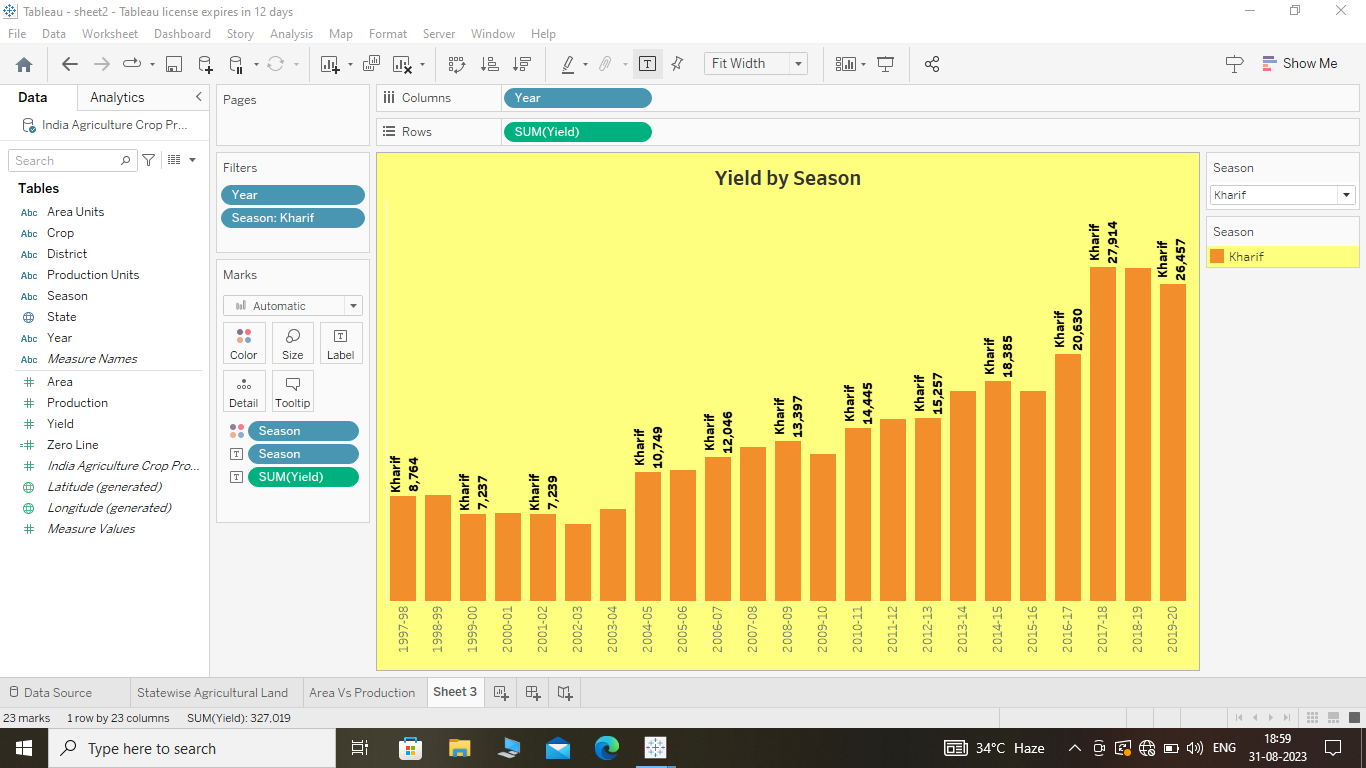 Tableau - sheet2 - Tableau license expires in 12 days
File Data Worksheet Dashboard Story Analysis Map Format Server Window Help
Fit Width
Show Me
Data Analytics
India Agriculture Crop Pr...
Search
Tables
Abc Area Units
Abc Crop
Abc District
Abc Production Units
Abc Season
State
Abc Year
Abc Measure Names
Area
Production
Yield
Zero Line
India Agriculture Crop Pro...
Latitude (generated)
Longitude (generated)
Measure Values
Pages
Filters
Year
Season: Kharif
Marks
Automatic
Color Size Label
Detail Tooltip
Season
Season
SUM(Yield)
Columns Year
Rows SUM(Yield)
Yield by Season
Kharif
8,764
Kharif
7,237
Kharif
7,239
Kharif
10,749
Kharif
12,046
Kharif
13,397
Kharif
14,445
Kharif
15,257
Kharif
18,385
Kharif
20,630
Kharif
27,914
Kharif
26,457
1997-98
1998-99
1999-00
2000-01
2001-02
2002-03
2003-04
2004-05
2005-06
2006-07
2007-08
2008-09
2009-10
2010-11
2011-12
2012-13
2013-14
2014-15
2015-16
2016-17
2017-18
2018-19
2019-20
Season
Kharif
Season
Kharif
Data Source Statewise Agricultural Land Area Vs Production Sheet 3
23 marks 1 row by 23 columns SUM(Yield): 327,019
Type here to search
34°C Haze
ENG
18:59
31-08-2023